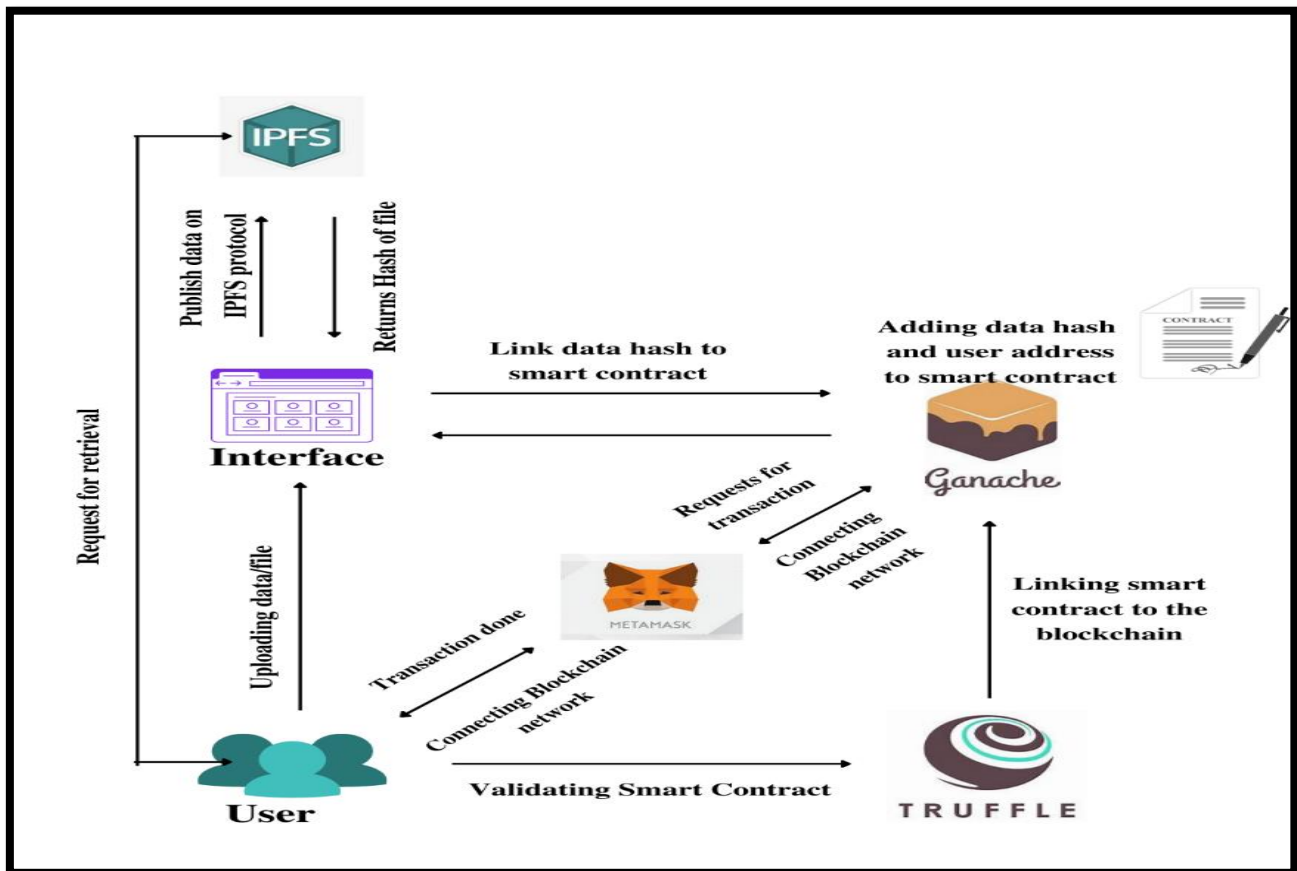 IPFS
Publish data on
IPFS protocol
Returns Hash of file
Request for retrieval
Interface
Link data hash to
smart contract
Adding data hash
and user address
to smart contract
CONTRACT
Ganache
Requests for
transaction
Connecting
Blockchain
network
METAMASK
Uploading data/file
Transaction done
Connecting Blockchain
network
Linking smart
contract to the
blockchain
User
Validating Smart Contract
TRUFFLE